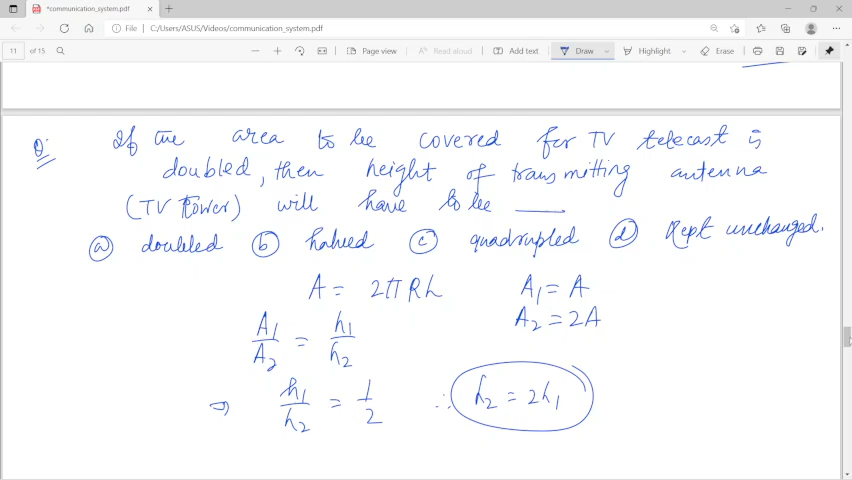 *communication_system.pdf
File C:/Users/ASUS/Videos/communication_system.pdf
11 of 15 Page view Read aloud Add text Draw Highlight Erase
Q: If the area to be covered for TV telecast is
doubled, then height of transmitting antenna
(TV Tower) will have to be ___
(a) doubled (b) halved (c) quadrupled (d) Kept unchanged.
A = 2πRh A₁ = A
A₂ = 2A
A₁/A₂ = h₁/h₂
⇒ h₁/h₂ = 1/2 ∴ h₂ = 2h₁